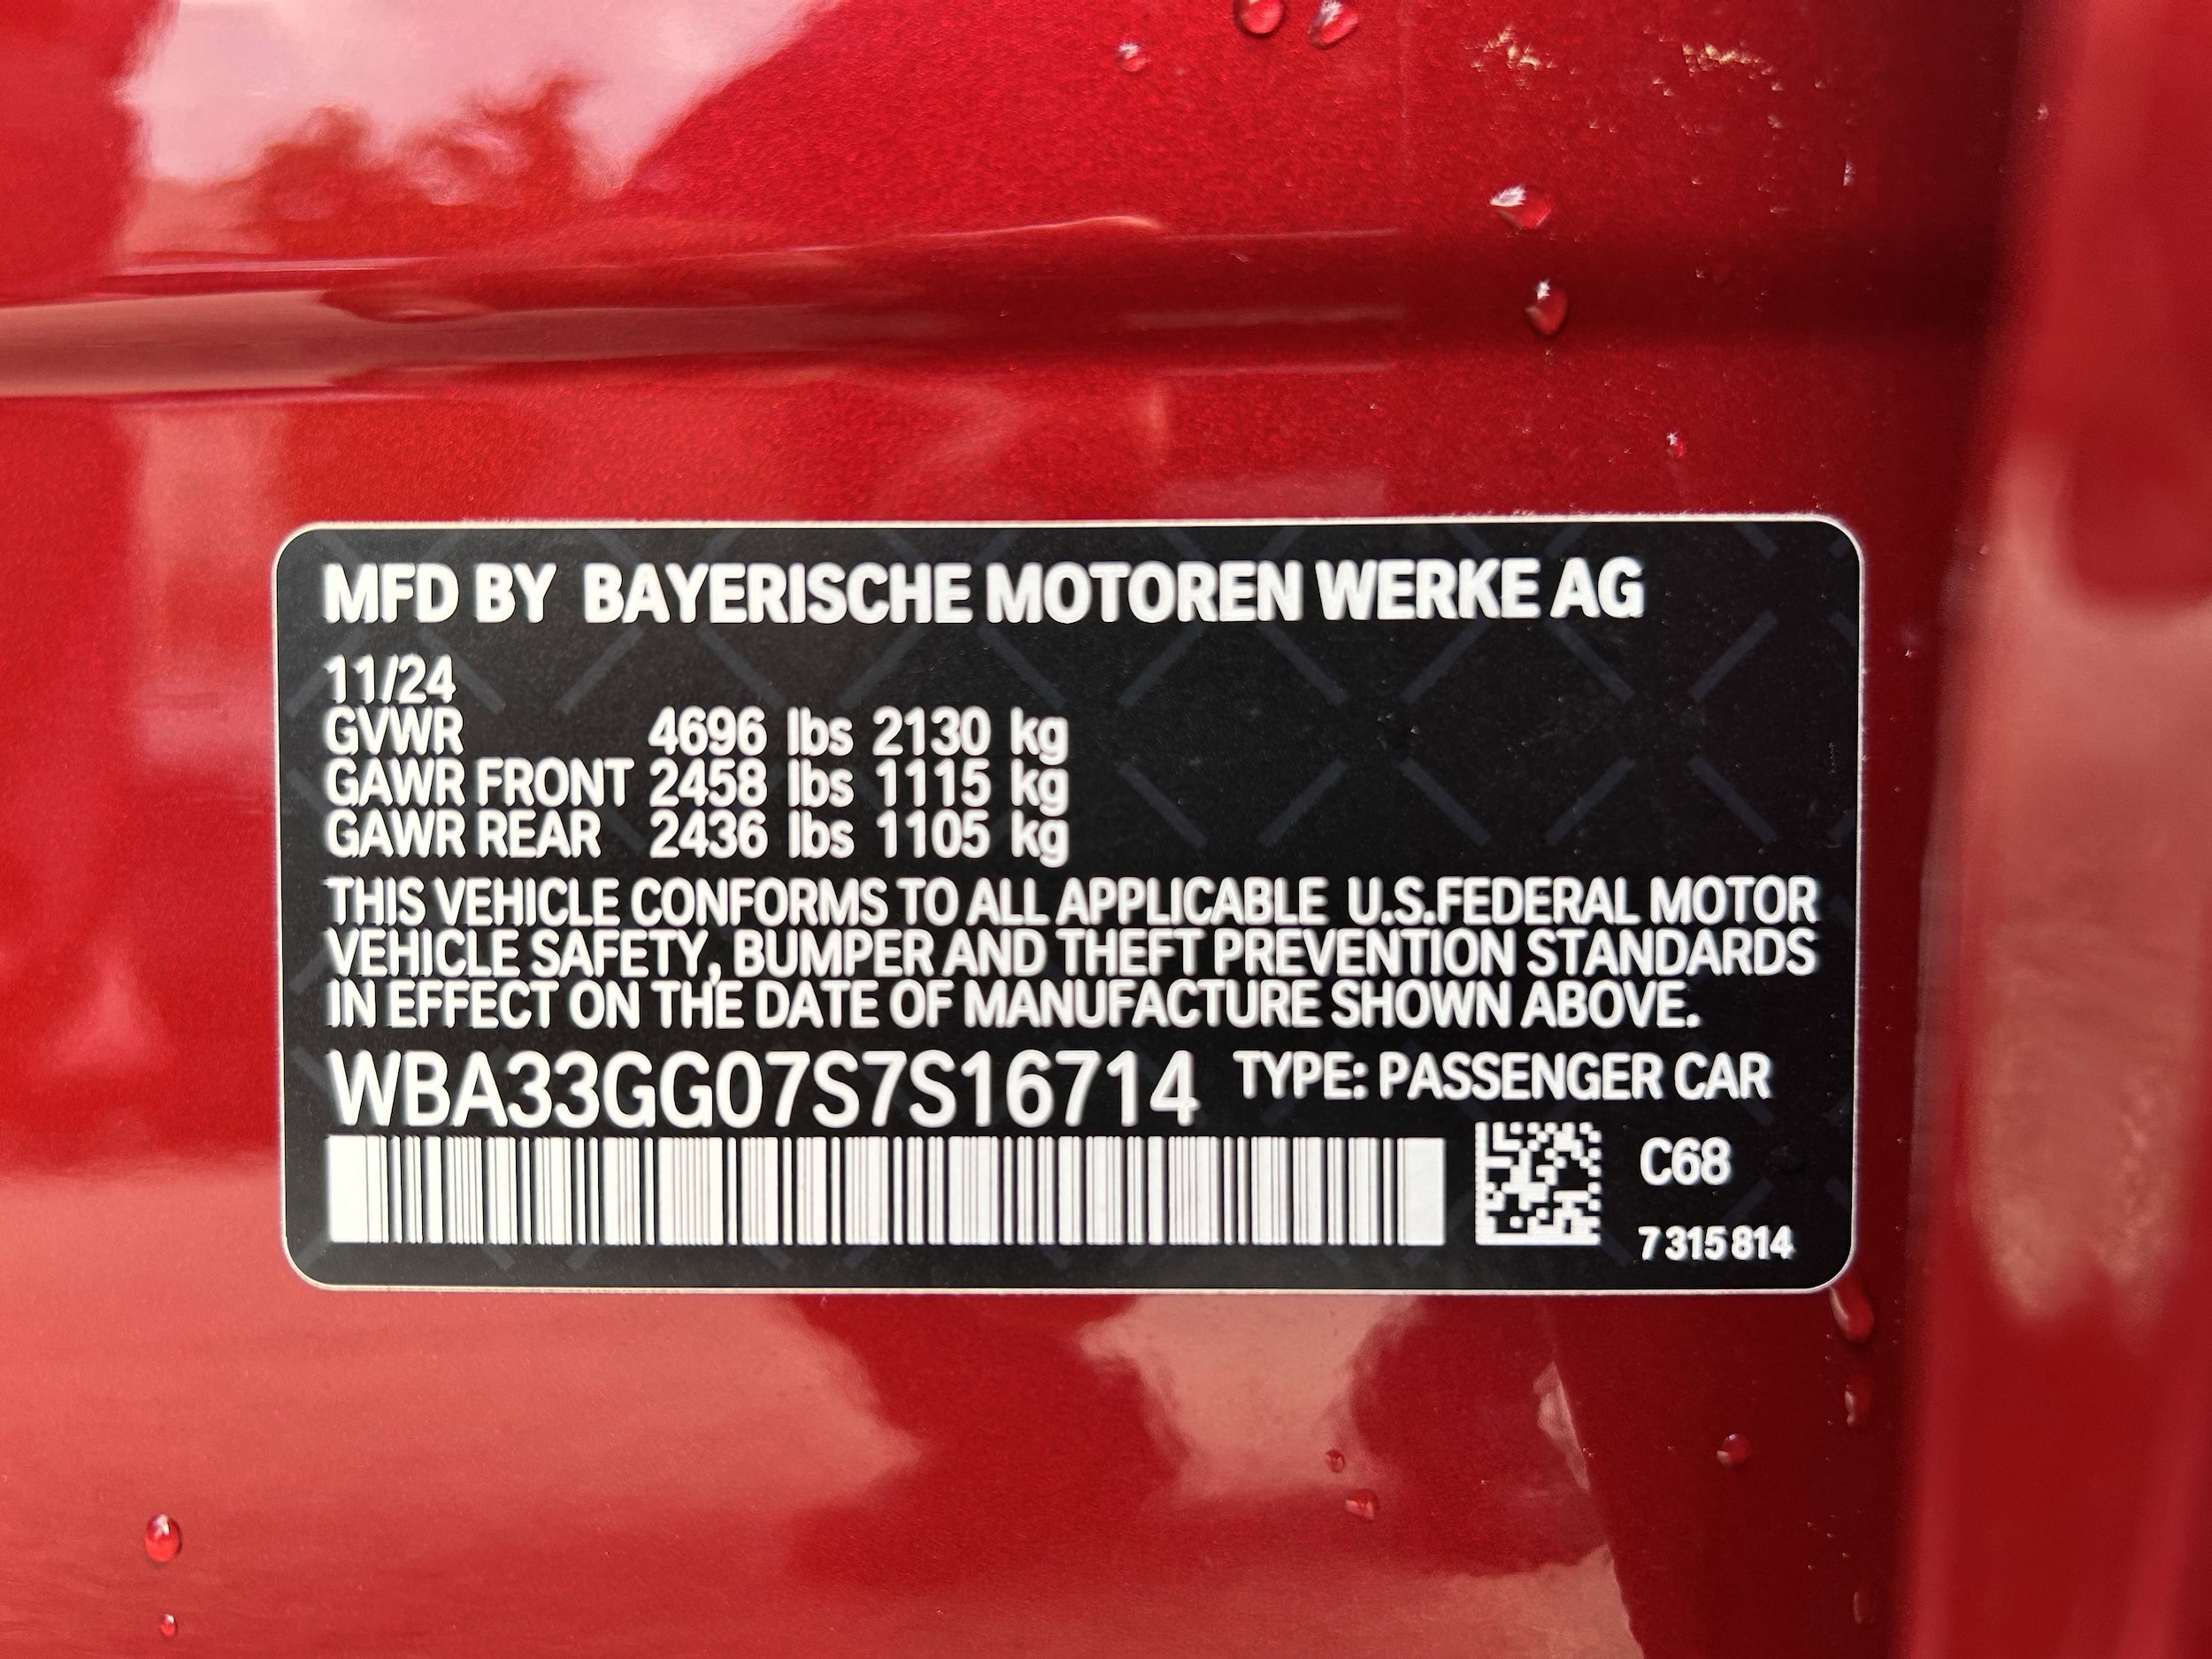 MFD BY BAYERISCHE MOTOREN WERKE AG
11/24
GVWR 4696 lbs 2130 kg
GAWR FRONT 2458 lbs 1115 kg
GAWR REAR 2436 lbs 1105 kg
THIS VEHICLE CONFORMS TO ALL APPLICABLE U.S.FEDERAL MOTOR
VEHICLE SAFETY, BUMPER AND THEFT PREVENTION STANDARDS
IN EFFECT ON THE DATE OF MANUFACTURE SHOWN ABOVE.
WBA33GG07S7S16714 TYPE: PASSENGER CAR
C68
7 315 814